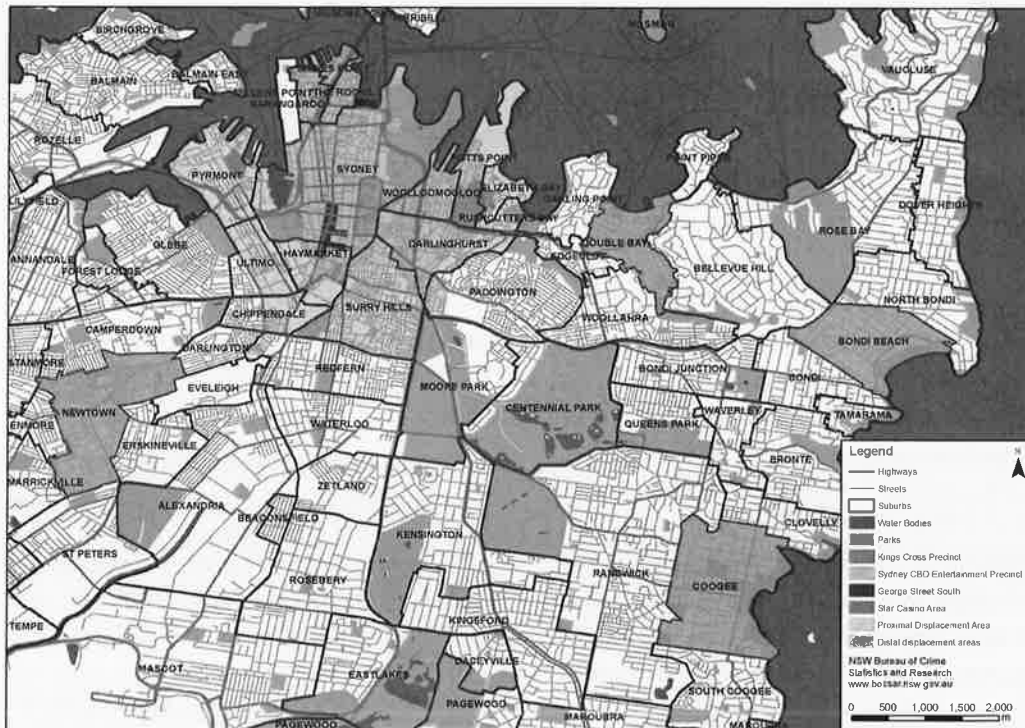 BIRCHGROVE
BALMAIN
BALMAIN EAST
MOSMAN
VAUCLUSE
ROZELLE
PYRMONT
SYDNEY
POTTS POINT
POINT PIPER
WOOLLOOMOOLOO
ELIZABETH BAY
DARLING POINT
RUSHCUTTERS BAY
LILYFIELD
DOVER HEIGHTS
ROSE BAY
GLEBE
ANNANDALE
FOREST LODGE
ULTIMO
HAYMARKET
DARLINGHURST
EDGECLIFF
DOUBLE BAY
BELLEVUE HILL
PADDINGTON
NORTH BONDI
CHIPPENDALE
SURRY HILLS
WOOLLAHRA
CAMPERDOWN
BONDI BEACH
STANMORE
DARLINGTON
REDFERN
BONDI JUNCTION
BONDI
EVELEIGH
MOORE PARK
CENTENNIAL PARK
WAVERLEY
TAMARAMA
NEWTOWN
WATERLOO
QUEENS PARK
ENMORE
ERSKINEVILLE
BRONTE
MARRICKVILLE
ZETLAND
ALEXANDRIA
BEACONSFIELD
CLOVELLY
ST PETERS
KENSINGTON
ROSEBERY
RANDWICK
COOGEE
TEMPE
KINGSFORD
MASCOT
EASTLAKES
DACEYVILLE
SOUTH COOGEE
PAGEWOOD
PAGEWOOD
MAROUBRA
MAROUBRA
Legend
N
Highways
Streets
Suburbs
Water Bodies
Parks
Kings Cross Precinct
Sydney CBD Entertainment Precinct
George Street South
Star Casino Area
Proximal Displacement Area
Distal displacement areas
NSW Bureau of Crime
Statistics and Research
www.bocsar.nsw.gov.au
0 500 1,000 1,500 2,000
m